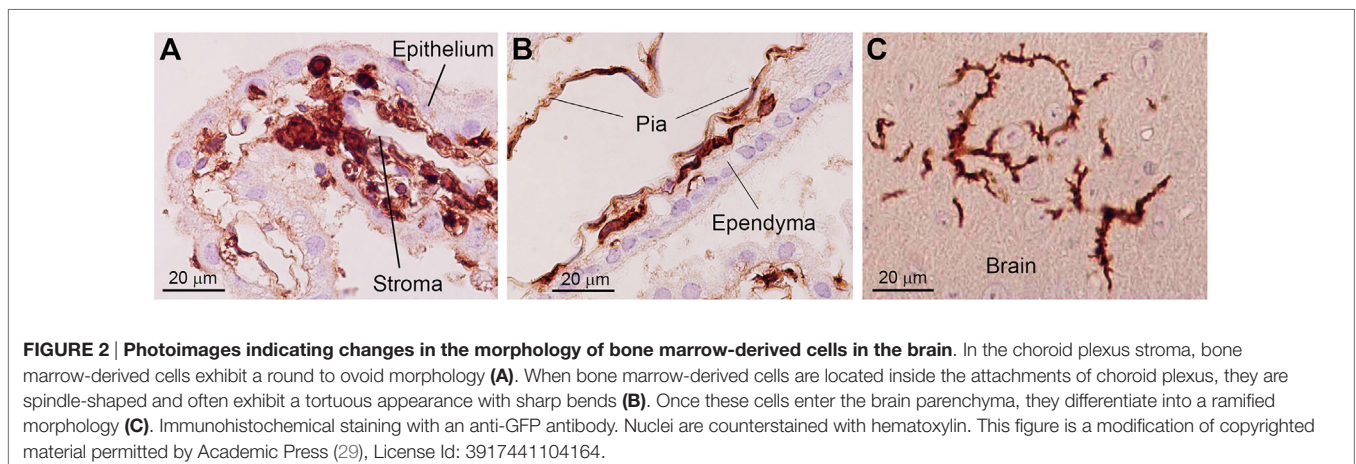 A
Epithelium
Stroma
20 μm
B
Pia
Ependyma
20 μm
C
Brain
20 μm
FIGURE 2 | Photoimages indicating changes in the morphology of bone marrow-derived cells in the brain. In the choroid plexus stroma, bone
marrow-derived cells exhibit a round to ovoid morphology (A). When bone marrow-derived cells are located inside the attachments of choroid plexus, they are
spindle-shaped and often exhibit a tortuous appearance with sharp bends (B). Once these cells enter the brain parenchyma, they differentiate into a ramified
morphology (C). Immunohistochemical staining with an anti-GFP antibody. Nuclei are counterstained with hematoxylin. This figure is a modification of copyrighted
material permitted by Academic Press (29), License Id: 3917441104164.